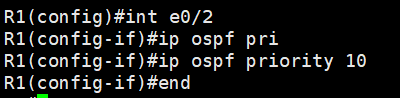 R1(config)#int e0/2
R1(config-if)#ip ospf pri
R1(config-if)#ip ospf priority 10
R1(config-if)#end